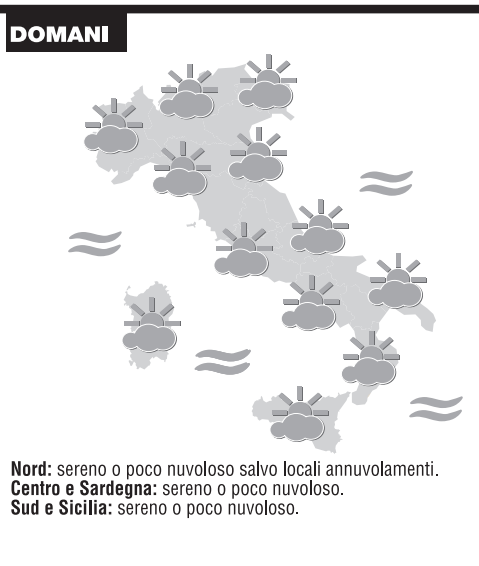 DOMANI
Nord: sereno o poco nuvoloso salvo locali annuvolamenti.
Centro e Sardegna: sereno o poco nuvoloso.
Sud e Sicilia: sereno o poco nuvoloso.